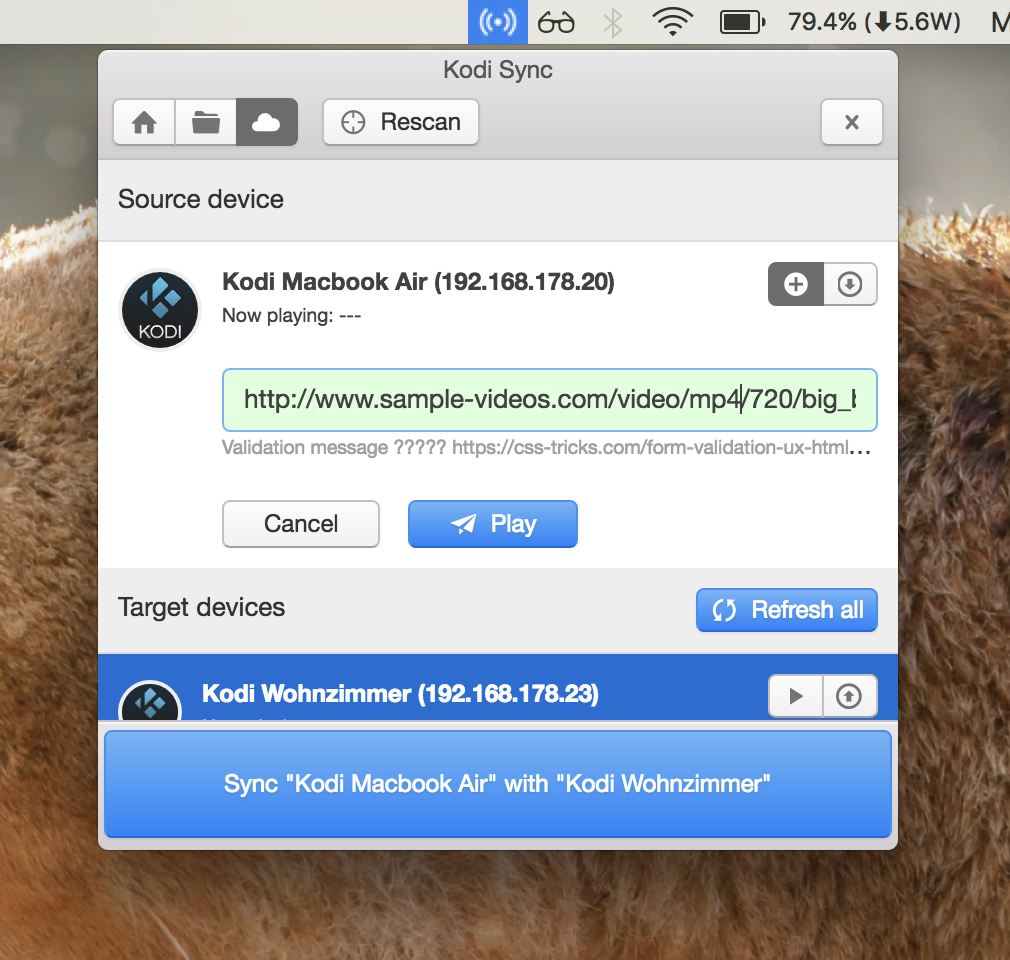 79.4% (⬇5.6W) M
Kodi Sync
Rescan
Source device
Kodi Macbook Air (192.168.178.20)
Now playing: ---
KODI
http://www.sample-videos.com/video/mp4/720/big_
Validation message ????? https://css-tricks.com/form-validation-ux-html...
Cancel
Play
Target devices
Refresh all
Kodi Wohnzimmer (192.168.178.23)
Sync "Kodi Macbook Air" with "Kodi Wohnzimmer"